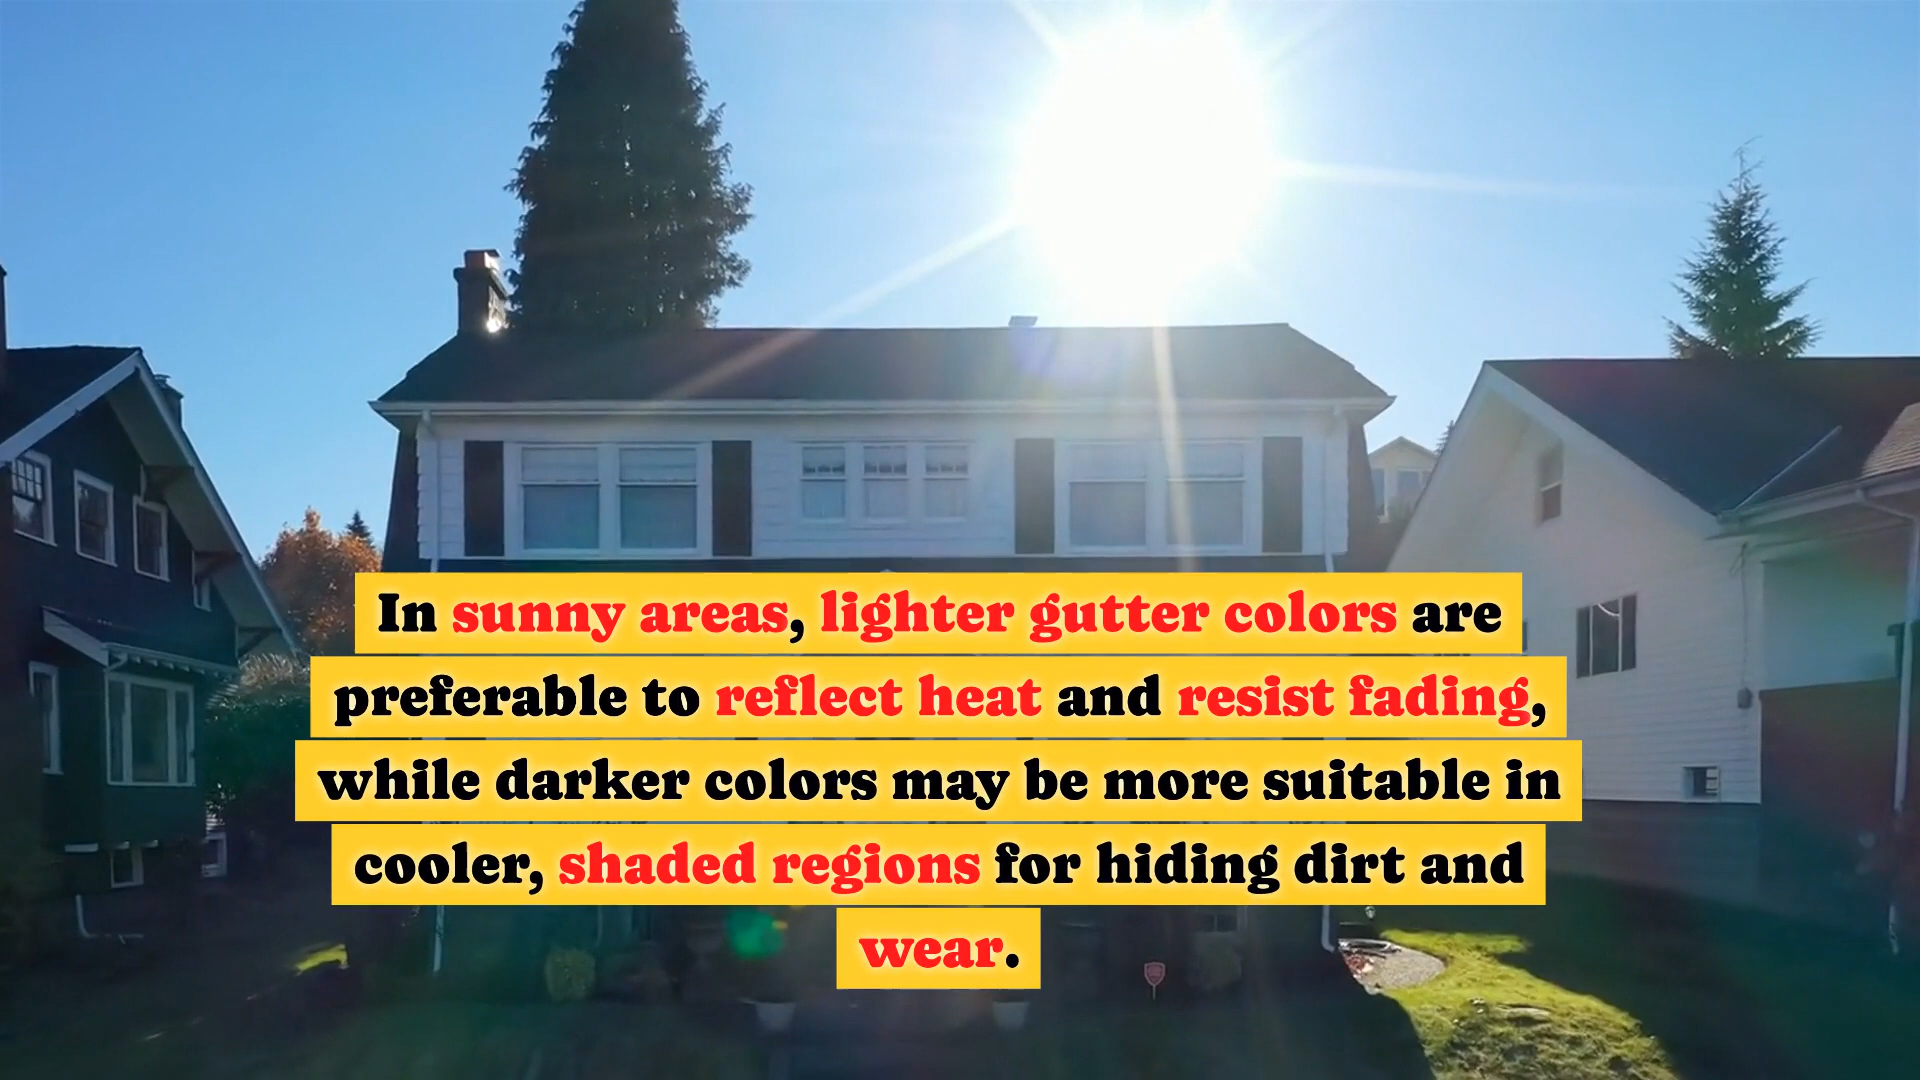 In sunny areas, lighter gutter colors are
preferable to reflect heat and resist fading,
while darker colors may be more suitable in
cooler, shaded regions for hiding dirt and
wear.